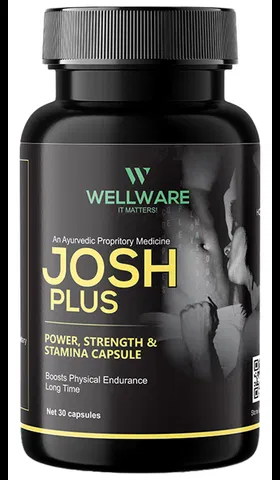 WELLWARE
IT MATTERS!
An Ayurvedic Propritory Medicine
JOSH
PLUS
POWER, STRENGTH &
STAMINA CAPSULE
Boosts Physical Endurance
Long Time
Net 30 capsules